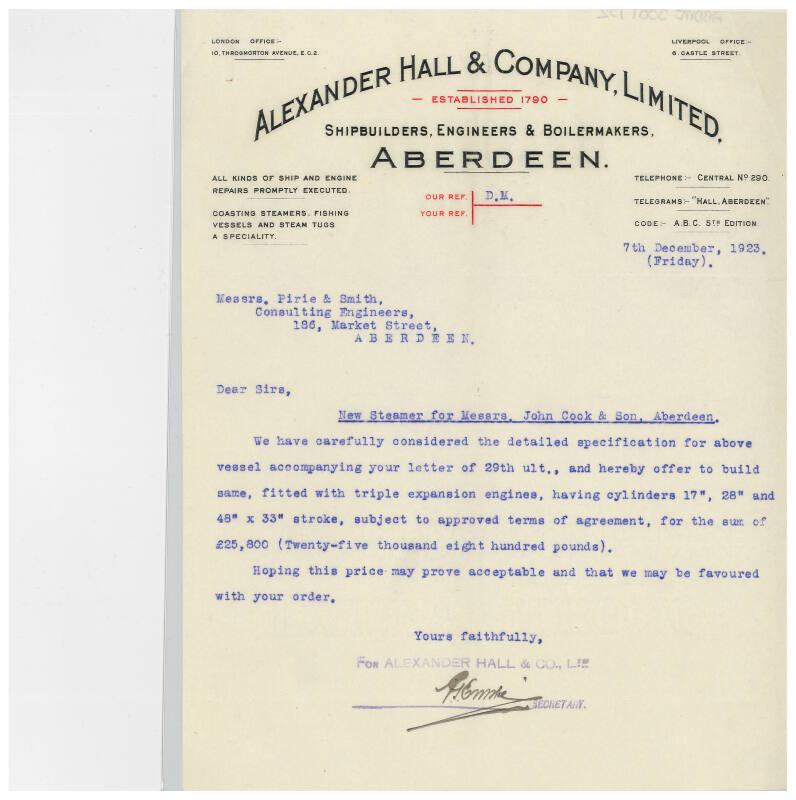 LONDON OFFICE:-
10, THROGMORTON AVENUE, E.C.2.
LIVERPOOL OFFICE:-
6, CASTLE STREET.
ALEXANDER HALL & COMPANY, LIMITED.
— ESTABLISHED 1790 —
SHIPBUILDERS, ENGINEERS & BOILERMAKERS,
ABERDEEN.
ALL KINDS OF SHIP AND ENGINE
REPAIRS PROMPTLY EXECUTED.
COASTING STEAMERS, FISHING
VESSELS AND STEAM TUGS
A SPECIALITY.
OUR REF. D.M.
YOUR REF.
TELEPHONE:- CENTRAL Nº 290.
TELEGRAMS:- "HALL, ABERDEEN".
CODE:- A.B.C. 5TH EDITION.
7th December, 1923.
(Friday).
Messrs. Pirie & Smith,
Consulting Engineers,
186, Market Street,
A B E R D E E N.
Dear Sirs,
New Steamer for Messrs. John Cook & Son, Aberdeen.
We have carefully considered the detailed specification for above
vessel accompanying your letter of 29th ult., and hereby offer to build
same, fitted with triple expansion engines, having cylinders 17", 28" and
48" x 33" stroke, subject to approved terms of agreement, for the sum of
£25,800 (Twenty-five thousand eight hundred pounds).
Hoping this price may prove acceptable and that we may be favoured
with your order.
Yours faithfully,
FOR ALEXANDER HALL & CO., LTD
SECRETARY.